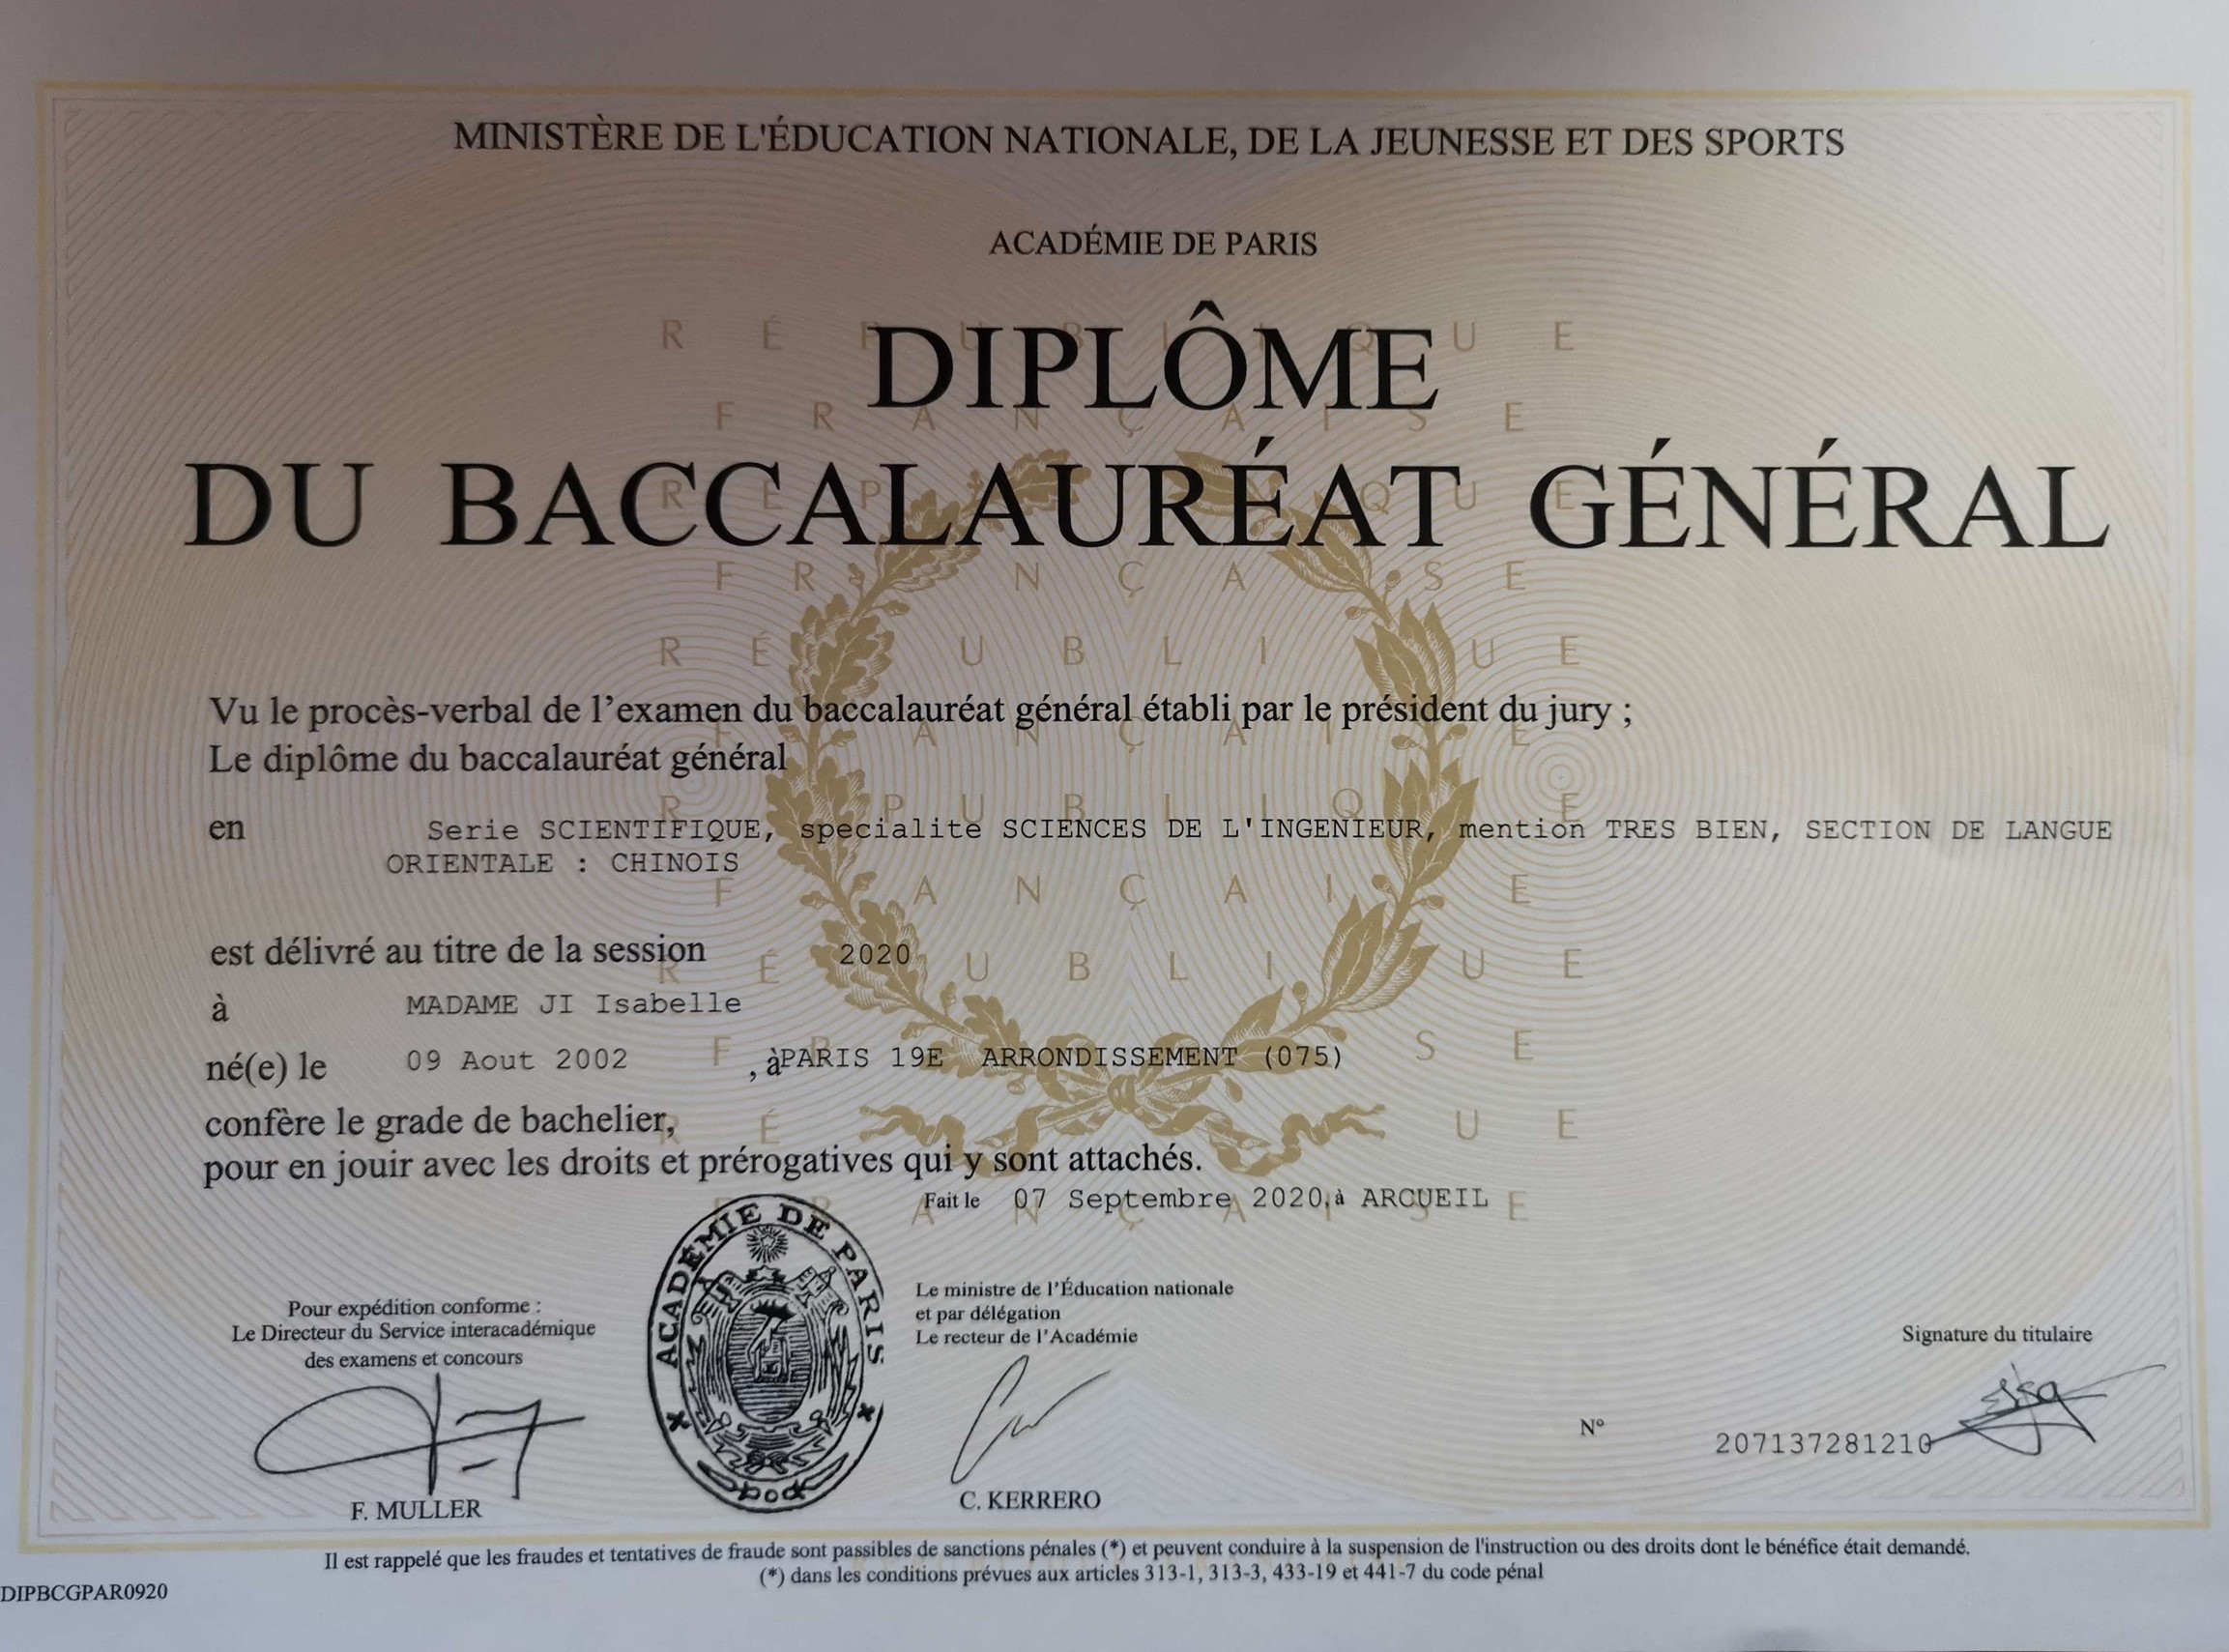 MINISTÈRE DE L'ÉDUCATION NATIONALE, DE LA JEUNESSE ET DES SPORTS
ACADÉMIE DE PARIS
DIPLÔME
DU BACCALAURÉAT GÉNÉRAL
RÉPUBLIQUE
FRANÇAISE
Vu le procès-verbal de l’examen du baccalauréat général établi par le président du jury ;
Le diplôme du baccalauréat général
en Serie SCIENTIFIQUE, specialite SCIENCES DE L'INGENIEUR, mention TRES BIEN, SECTION DE LANGUE
ORIENTALE : CHINOIS
est délivré au titre de la session 2020
à MADAME JI Isabelle
né(e) le 09 Aout 2002 , àPARIS 19E ARRONDISSEMENT (075)
confère le grade de bachelier,
pour en jouir avec les droits et prérogatives qui y sont attachés.
Fait le 07 Septembre 2020,à ARCUEIL
ACADÉMIE DE PARIS
Pour expédition conforme :
Le Directeur du Service interacadémique
des examens et concours
F. MULLER
Le ministre de l’Éducation nationale
et par délégation
Le recteur de l’Académie
C. KERRERO
Signature du titulaire
N° 207137281210
Il est rappelé que les fraudes et tentatives de fraude sont passibles de sanctions pénales (*) et peuvent conduire à la suspension de l'instruction ou des droits dont le bénéfice était demandé.
(*) dans les conditions prévues aux articles 313-1, 313-3, 433-19 et 441-7 du code pénal
DIPBCGPAR0920